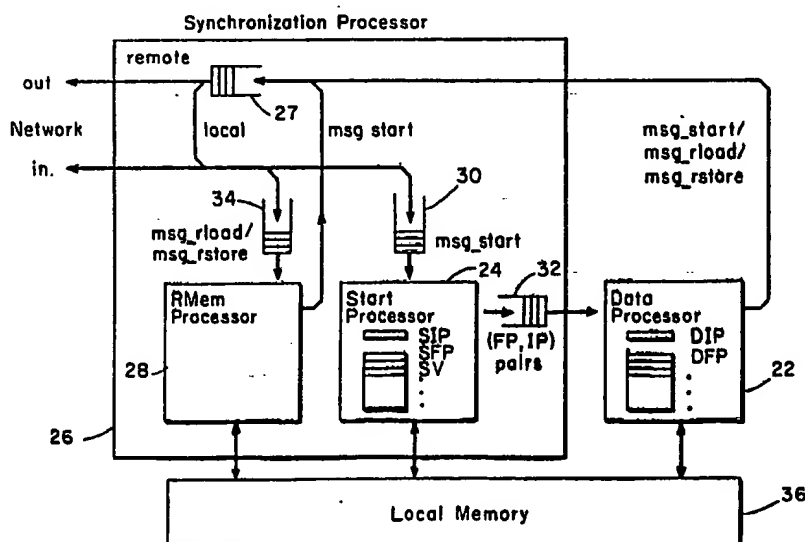 Synchronization Processor
remote
out
27
Network
local
msg start
msg_start/
msg_rload/
msg_rstore
in.
34
30
msg_rload/
msg_rstore
msg_start
24
32
RMem
Processor
Start
Processor
Data
Processor
SIP
SFP
SV
(FP, IP)
pairs
DIP
DFP
28
22
26
Local Memory
36